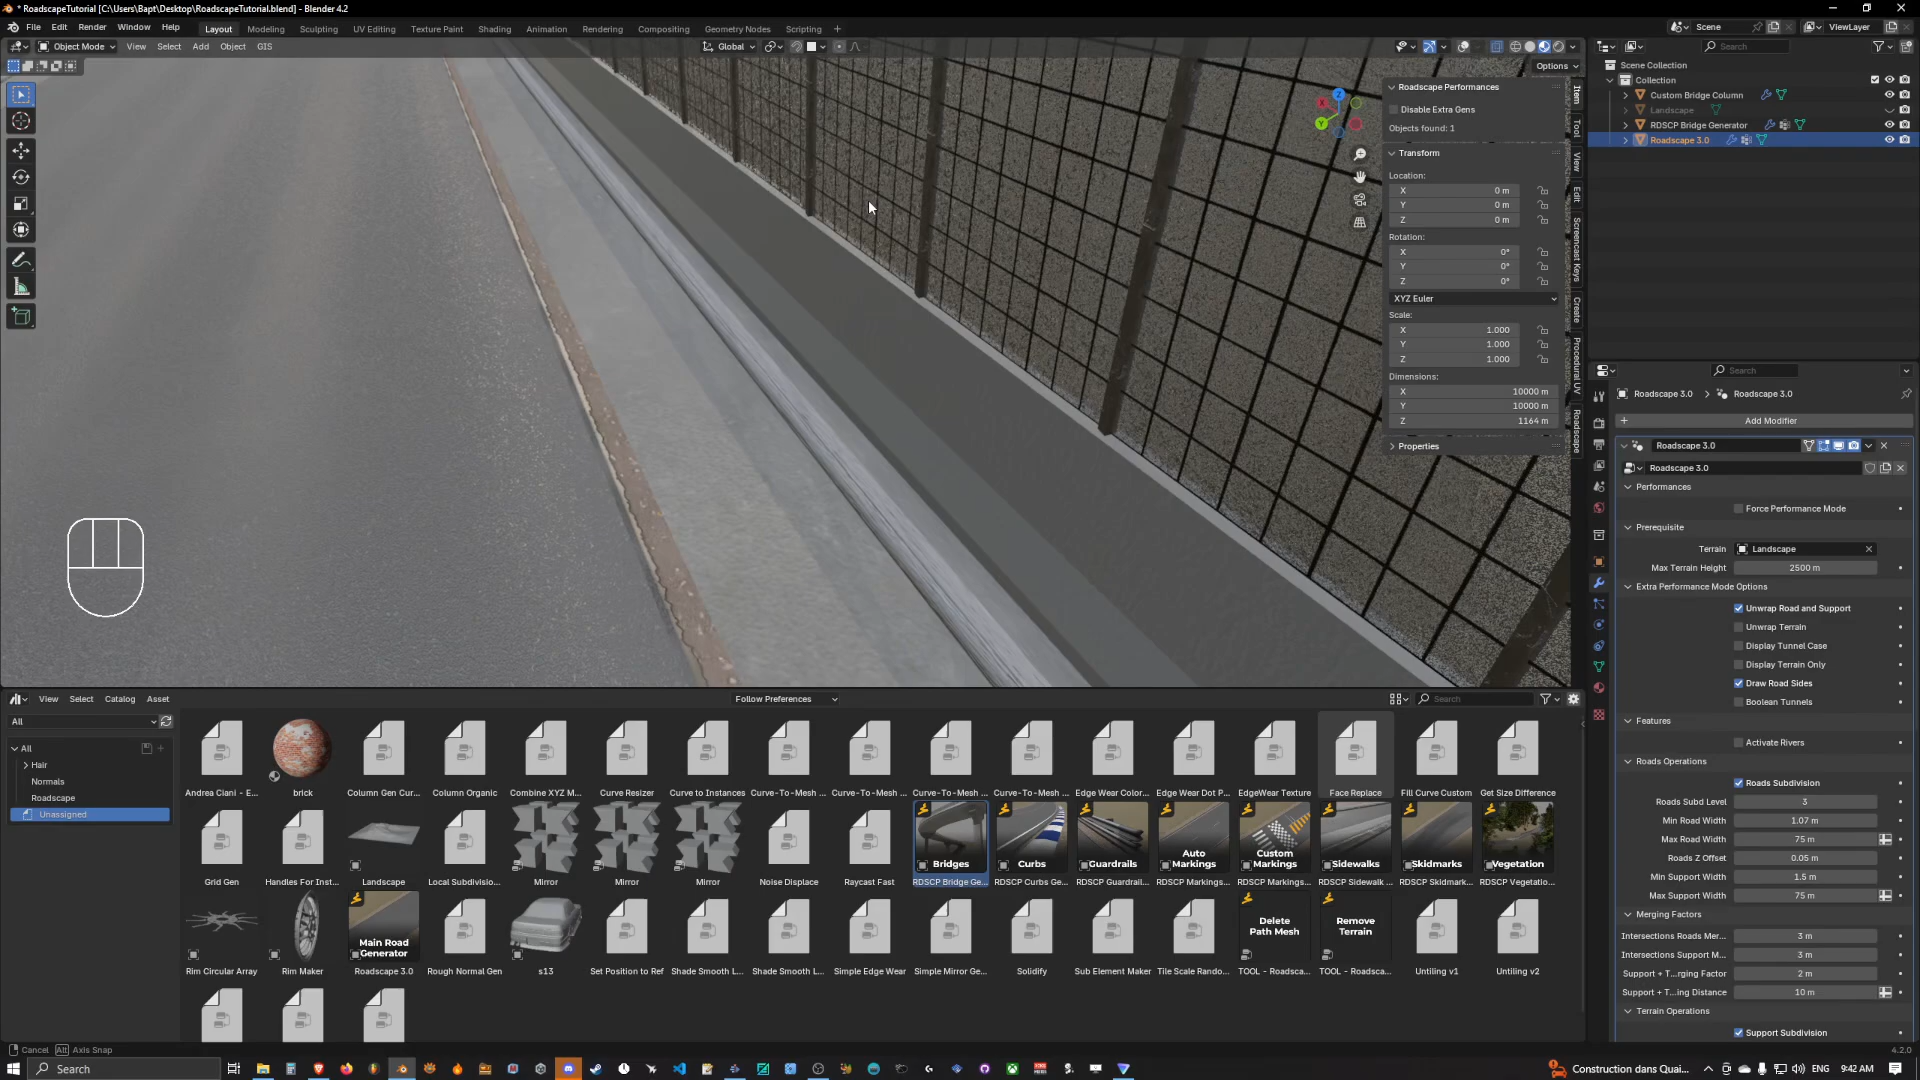 * RoadscapeTutorial [C:\Users\Bapt\Desktop\RoadscapeTutorial.blend] - Blender 4.2
File Edit Render Window Help Layout Modeling Sculpting UV Editing Texture Paint Shading Animation Rendering Compositing Geometry Nodes Scripting +
Scene ViewLayer
Object Mode View Select Add Object GIS Global
Search
Options
Scene Collection
Collection
Custom Bridge Column
Landscape
RDSCP Bridge Generator
Roadscape 3.0
Roadscape Performances
Disable Extra Gens
Objects found: 1
Transform
Location:
X 0 m
Y 0 m
Z 0 m
Rotation:
X 0°
Y 0°
Z 0°
XYZ Euler
Scale:
X 1.000
Y 1.000
Z 1.000
Dimensions:
X 10000 m
Y 10000 m
Z 1164 m
Properties
Item
Tool
View
Edit
Screencast Keys
Create
Procedural UV
Roadscape
X
Y
Z
Search
Roadscape 3.0 > Roadscape 3.0
Add Modifier
Roadscape 3.0
Roadscape 3.0
Performances
Force Performance Mode
Prerequisite
Terrain Landscape
Max Terrain Height 2500 m
Extra Performance Mode Options
Unwrap Road and Support
Unwrap Terrain
Display Tunnel Case
Display Terrain Only
Draw Road Sides
Boolean Tunnels
Features
Activate Rivers
Roads Operations
Roads Subdivision
Roads Subd Level 3
Min Road Width 1.07 m
Max Road Width 75 m
Roads Z Offset 0.05 m
Min Support Width 1.5 m
Max Support Width 75 m
Merging Factors
Intersections Roads Mer... 3 m
Intersections Support M... 3 m
Support + T...rging Factor 2 m
Support + T...ing Distance 10 m
Terrain Operations
Support Subdivision
View Select Catalog Asset Follow Preferences Search
All
All
Hair
Normals
Roadscape
Unassigned
Andrea Ciani - E... brick Column Gen Cur... Column Organic Combine XYZ M... Curve Resizer Curve to Instances Curve-To-Mesh ... Curve-To-Mesh ... Curve-To-Mesh ... Curve-To-Mesh ... Edge Wear Color... Edge Wear Dot P... EdgeWear Texture Face Replace Fill Curve Custom Get Size Difference
Bridges Curbs Guardrails Auto Markings Custom Markings Sidewalks Skidmarks Vegetation
Grid Gen Handles For Inst... Landscape Local Subdivisio... Mirror Mirror Mirror Noise Displace Raycast Fast RDSCP Bridge Ge... RDSCP Curbs Ge... RDSCP Guardrail... RDSCP Markings... RDSCP Markings... RDSCP Sidewalk ... RDSCP Skidmark... RDSCP Vegetatio...
Main Road Generator Delete Path Mesh Remove Terrain
Rim Circular Array Rim Maker Roadscape 3.0 Rough Normal Gen s13 Set Position to Ref Shade Smooth L... Shade Smooth L... Simple Edge Wear Simple Mirror Ge... Solidify Sub Element Maker Tile Scale Rando... TOOL - Roadsca... TOOL - Roadsca... Untiling v1 Untiling v2
Cancel Alt Axis Snap
4.2.0
Search
Construction dans Quai... ENG 9:42 AM